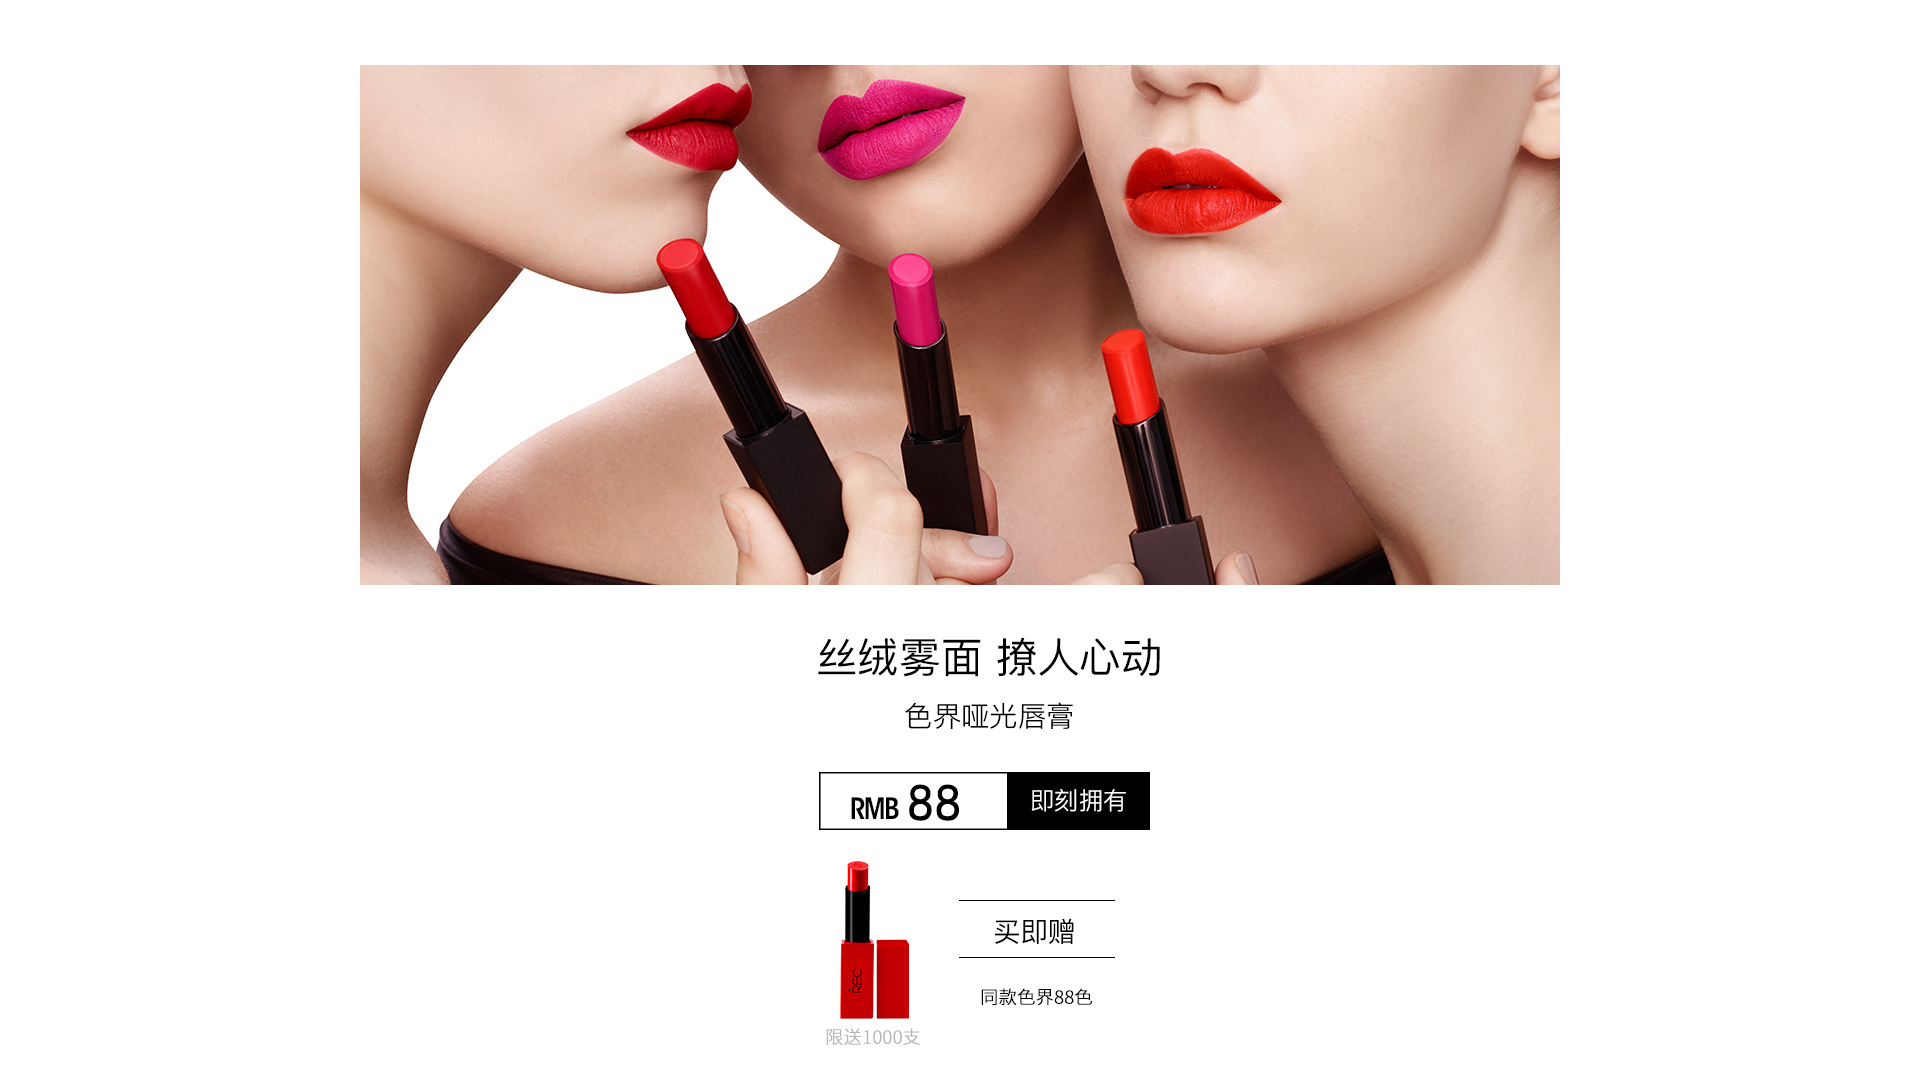 丝绒雾面 撩人心动
色界哑光唇膏
RMB 88
即刻拥有
买即赠
同款色界88色
REC
限送1000支